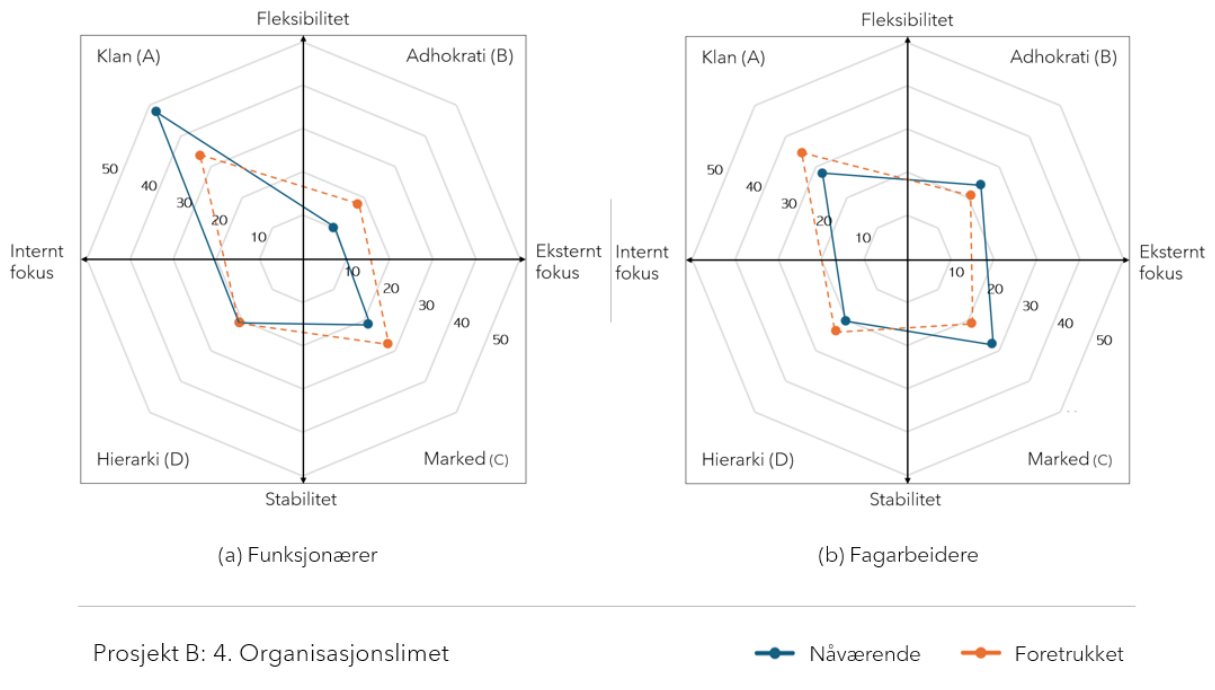 Fleksibilitet
Klan (A)
Adhokrati (B)
50
40
30
20
10
Internt
fokus
Eksternt
fokus
10
20
30
40
50
Hierarki (D)
Marked (C)
Stabilitet
(a) Funksjonærer
Fleksibilitet
Klan (A)
Adhokrati (B)
50
40
30
20
10
Internt
fokus
Eksternt
fokus
10
20
30
40
50
Hierarki (D)
Marked (C)
Stabilitet
(b) Fagarbeidere
Prosjekt B: 4. Organisasjonslimet
Nåværende
Foretrukket